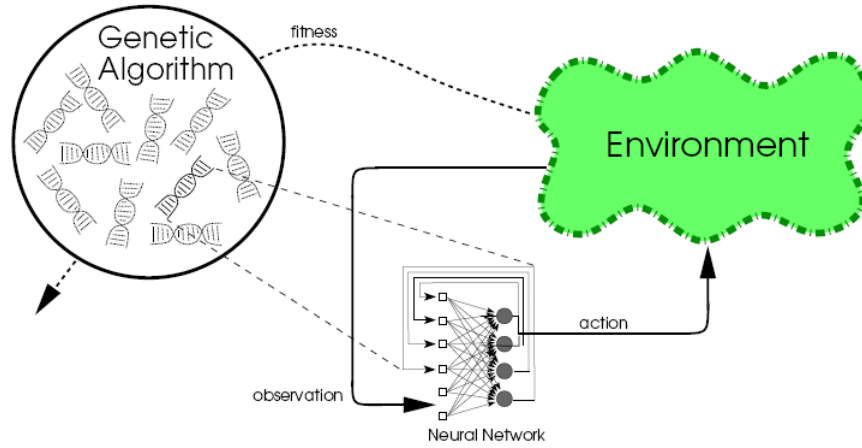 Genetic
Algorithm
fitness
Environment
action
observation
Neural Network